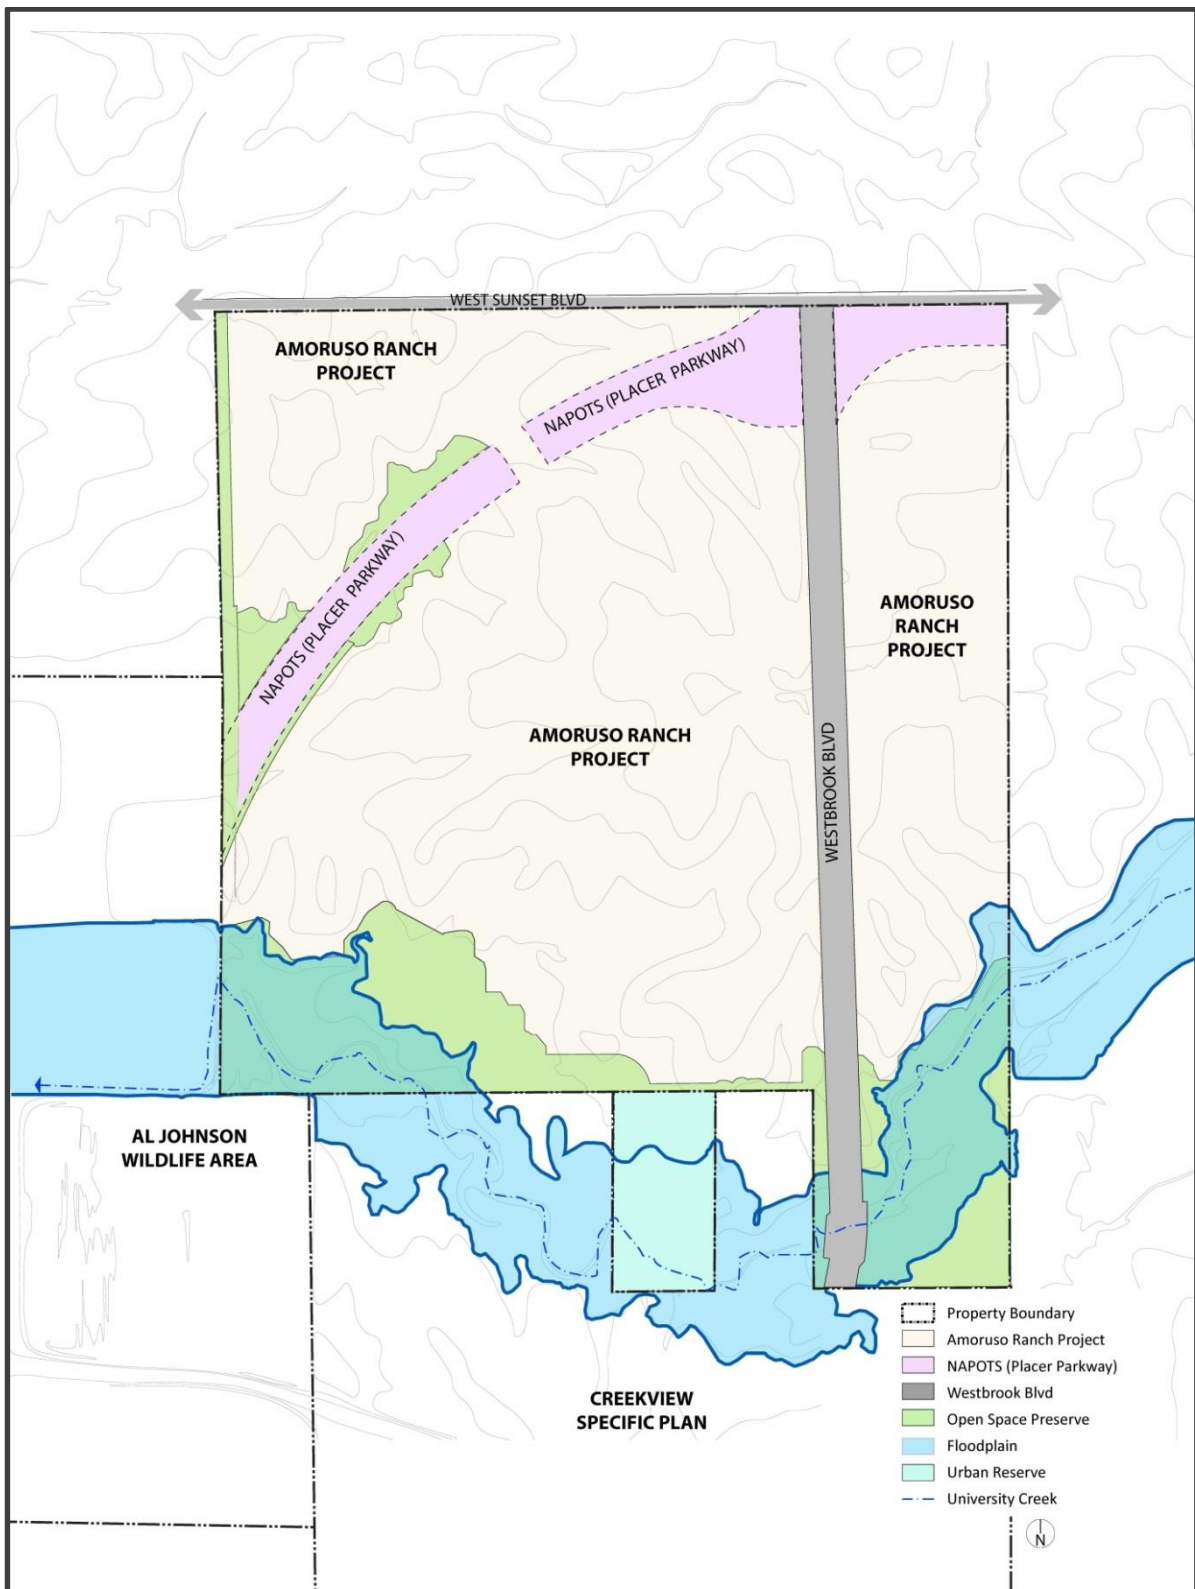 WEST SUNSET BLVD
AMORUSO RANCH
PROJECT
NAPOTS (PLACER PARKWAY)
NAPOTS (PLACER PARKWAY)
AMORUSO
RANCH
PROJECT
AMORUSO RANCH
PROJECT
WESTBROOK BLVD
AL JOHNSON
WILDLIFE AREA
CREEKVIEW
SPECIFIC PLAN
Property Boundary
Amoruso Ranch Project
NAPOTS (Placer Parkway)
Westbrook Blvd
Open Space Preserve
Floodplain
Urban Reserve
University Creek
N